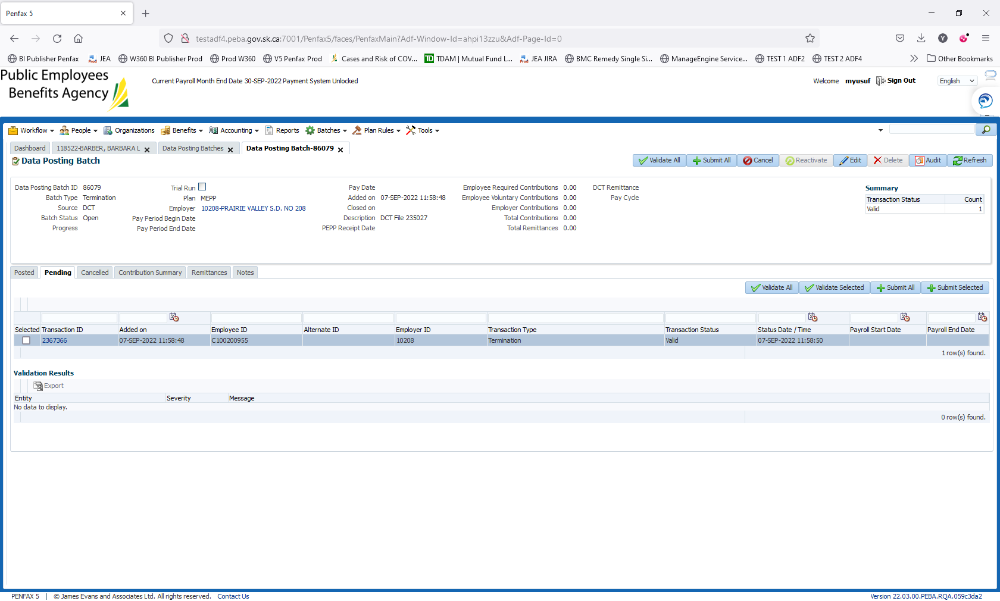 Penfax 5
testadf4.peba.gov.sk.ca:7001/Penfax5/faces/PenfaxMain?Adf-Window-Id=ahpi13zzu&Adf-Page-Id=0
BI Publisher Penfax JEA W360 BI Publisher Prod Prod W360 V5 Penfax Prod Cases and Risk of COV... TDAM | Mutual Fund L... JEA JIRA BMC Remedy Single Si... ManageEngine Service... TEST 1 ADF2 TEST 2 ADF4 Other Bookmarks
Public Employees
Benefits Agency
Current Payroll Month End Date 30-SEP-2022 Payment System Unlocked
Welcome myusuf Sign Out English
Workflow People Organizations Benefits Accounting Reports Batches Plan Rules Tools
Dashboard 118522-BARBER, BARBARA L Data Posting Batches Data Posting Batch-86079
Data Posting Batch
Validate All Submit All Cancel Reactivate Edit Delete Audit Refresh
Data Posting Batch ID 86079 Trial Run Pay Date Employee Required Contributions 0.00 DCT Remittance Summary
Batch Type Termination Plan MEPP Added on 07-SEP-2022 11:58:48 Employee Voluntary Contributions 0.00 Pay Cycle Transaction Status Count
Source DCT Employer 10208-PRAIRIE VALLEY S.D. NO 208 Closed on Employer Contributions 0.00 Valid 1
Batch Status Open Pay Period Begin Date Description DCT File 235027 Total Contributions 0.00
Progress Pay Period End Date PEPP Receipt Date Total Remittances 0.00
Posted Pending Cancelled Contribution Summary Remittances Notes
Validate All Validate Selected Submit All Submit Selected
Selected Transaction ID Added on Employee ID Alternate ID Employer ID Transaction Type Transaction Status Status Date / Time Payroll Start Date Payroll End Date
2367366 07-SEP-2022 11:58:48 C100200955 10208 Termination Valid 07-SEP-2022 11:58:50
1 row(s) found.
Validation Results
Export
Entity Severity Message
No data to display.
0 row(s) found.
PENFAX 5 | © James Evans and Associates Ltd. All rights reserved. Contact Us Version 22.03.00.PEBA.RQA.059c3da2